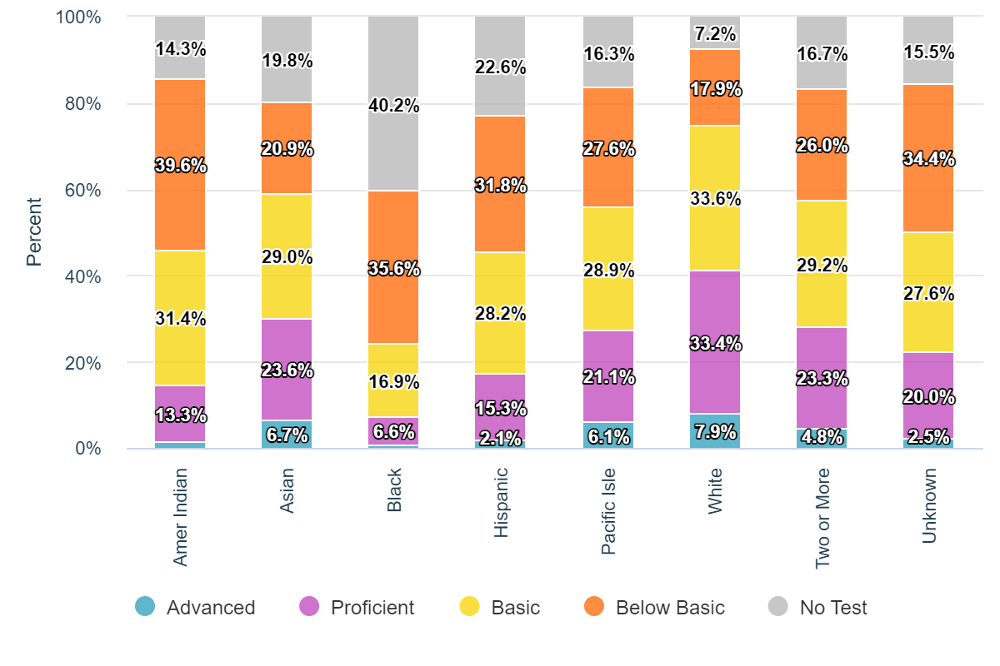 100%
80%
60%
40%
20%
0%
Percent
14.3% 19.8% 40.2% 22.6% 16.3% 7.2% 16.7% 15.5%
39.6% 20.9% 35.6% 31.8% 27.6% 17.9% 26.0% 34.4%
31.4% 29.0% 16.9% 28.2% 28.9% 33.6% 29.2% 27.6%
13.3% 23.6% 6.6% 15.3% 21.1% 33.4% 23.3% 20.0%
6.7% 2.1% 6.1% 7.9% 4.8% 2.5%
Amer Indian
Asian
Black
Hispanic
Pacific Isle
White
Two or More
Unknown
Advanced Proficient Basic Below Basic No Test